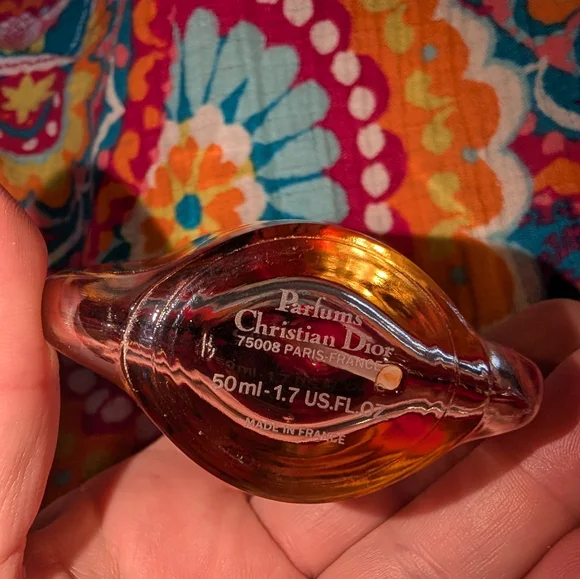 Parfums
Christian Dior
75008 PARIS-FRANCE
50ml-1.7 US.FL.OZ
MADE IN FRANCE